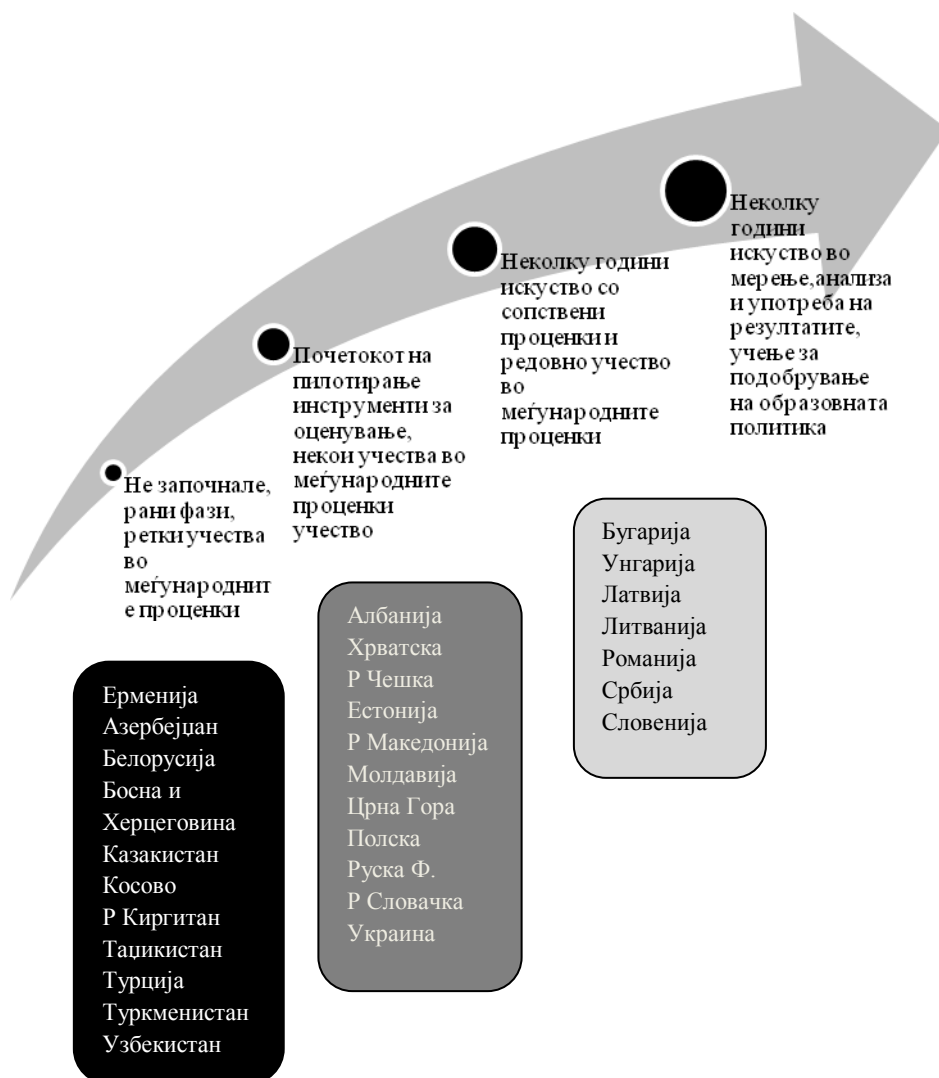 Не започнале,
рани фази,
ретки учества
во
меѓународнит
е проценки
Почетокот на
пилотирање
инструменти за
оценување,
некои учества во
меѓународните
проценки
учество
Неколку години
искуство со
сопствени
проценки и
редовно учество
во
меѓународните
проценки
Неколку
години
искуство во
мерење,анализа
и употреба на
резултатите,
учење за
подобрување
на образовната
политика
Ерменија
Азербејџан
Белорусија
Босна и
Херцеговина
Казакистан
Косово
Р Киргитан
Таџикистан
Турција
Туркменистан
Узбекистан
Албанија
Хрватска
Р Чешка
Естонија
Р Македонија
Молдавија
Црна Гора
Полска
Руска Ф.
Р Словачка
Украина
Бугарија
Унгарија
Латвија
Литванија
Романија
Србија
Словенија